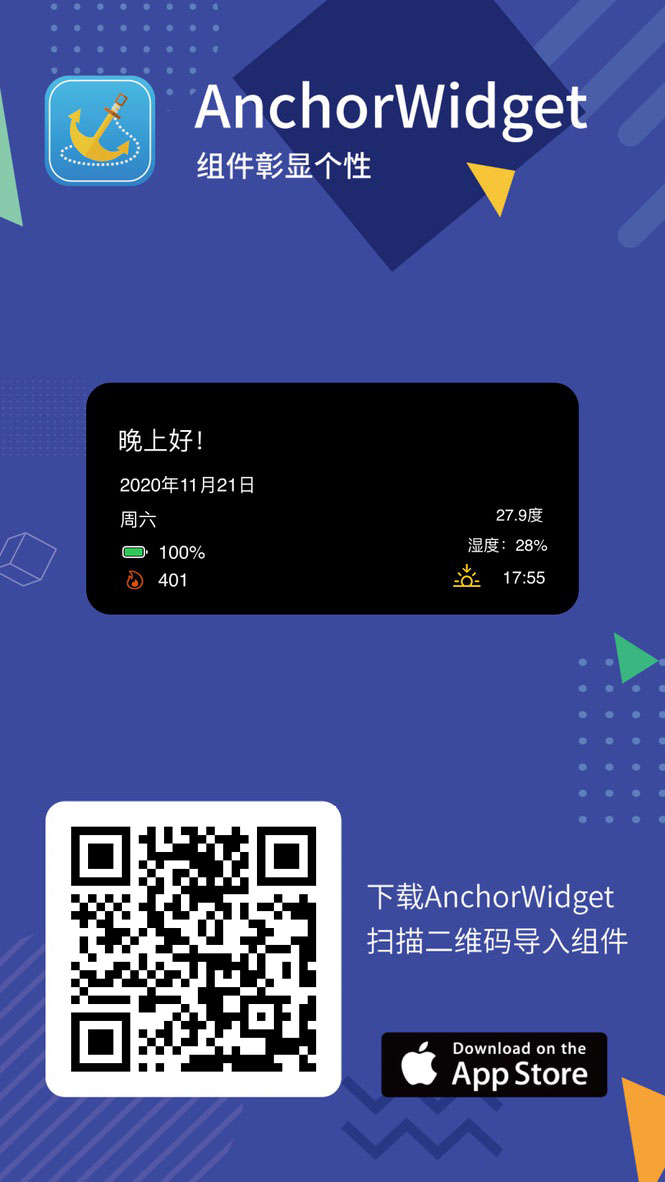 AnchorWidget
组件彰显个性
晚上好!
2020年11月21日
周六
27.9度
湿度：28%
100%
401
17:55
下载AnchorWidget
扫描二维码导入组件
Download on the
App Store